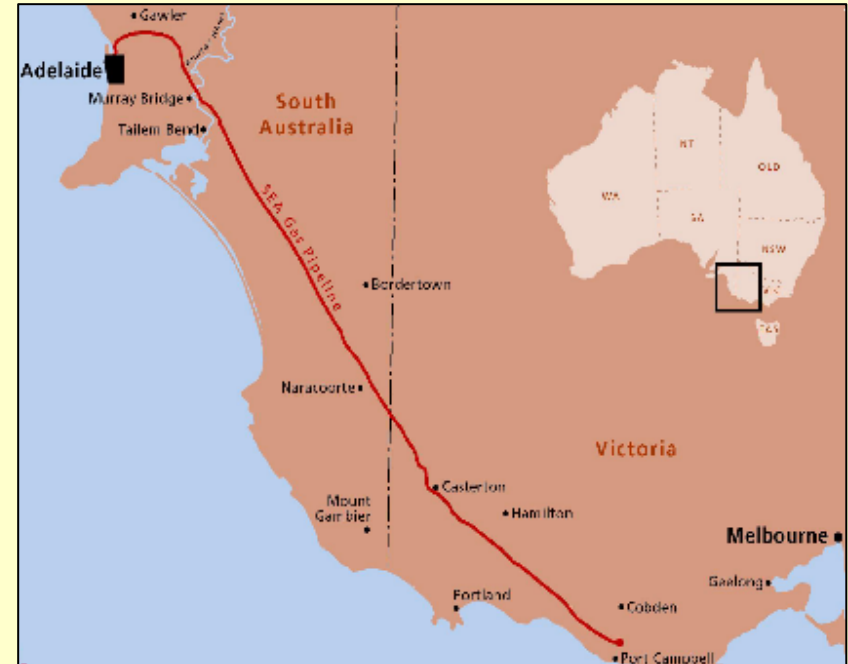 Gawler
Adelaide
Murray Bridge
Tailem Bend
South
Australia
SEA Gas Pipeline
Bordertown
Naracoorte
Mount
Gambier
Casterton
Hamilton
Victoria
Portland
Cobden
Port Campbell
Melbourne
Geelong
WA
NT
SA
QLD
NSW
TAS